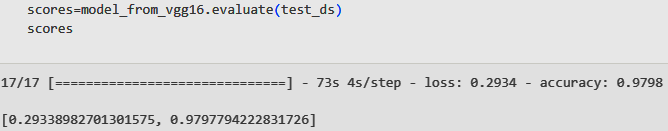 scores=model_from_vgg16.evaluate(test_ds)
scores
17/17 [==============================] - 73s 4s/step - loss: 0.2934 - accuracy: 0.9798
[0.29338982701301575, 0.9797794222831726]